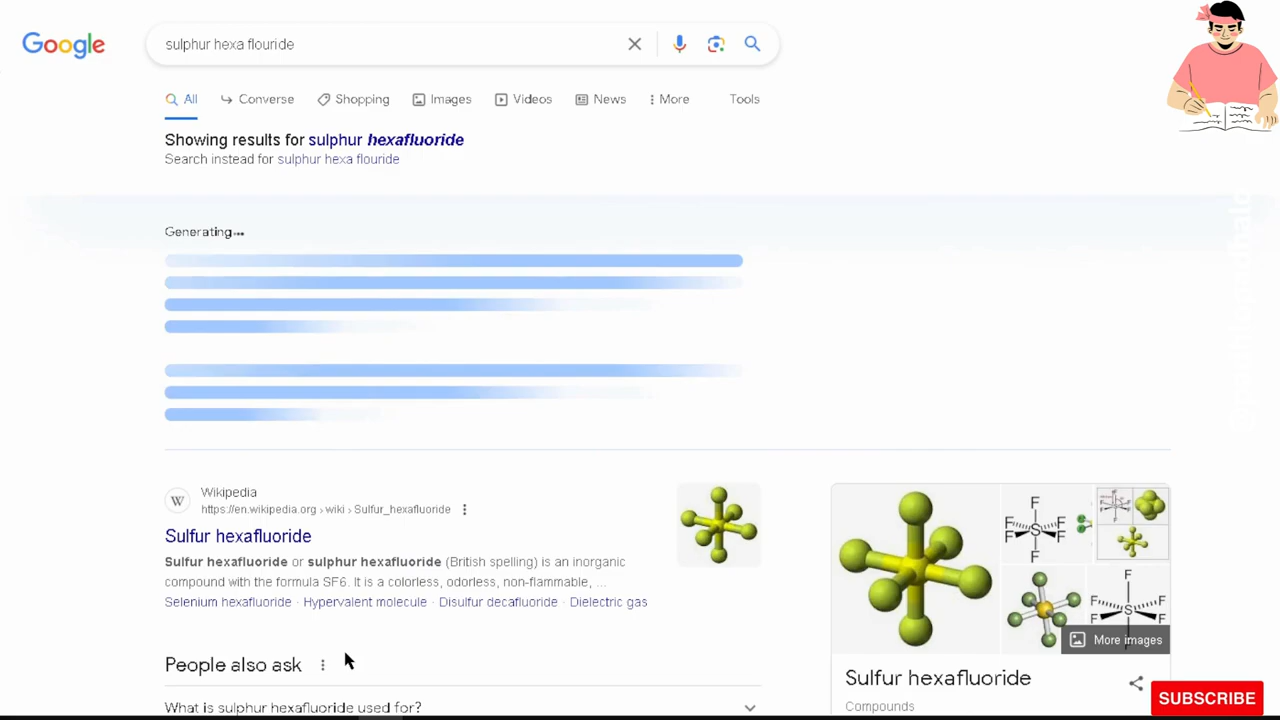 Google
sulphur hexa flouride
All
Converse
Shopping
Images
Videos
News
More
Tools
Showing results for sulphur hexafluoride
Search instead for sulphur hexa flouride
Generating...
W
Wikipedia
https://en.wikipedia.org › wiki › Sulfur_hexafluoride
Sulfur hexafluoride
Sulfur hexafluoride or sulphur hexafluoride (British spelling) is an inorganic
compound with the formula SF6. It is a colorless, odorless, non-flammable, ...
Selenium hexafluoride · Hypervalent molecule · Disulfur decafluoride · Dielectric gas
People also ask
What is sulphur hexafluoride used for?
F
F F
S
F F
F
F
F F
S
More images
Sulfur hexafluoride
Compounds
SUBSCRIBE